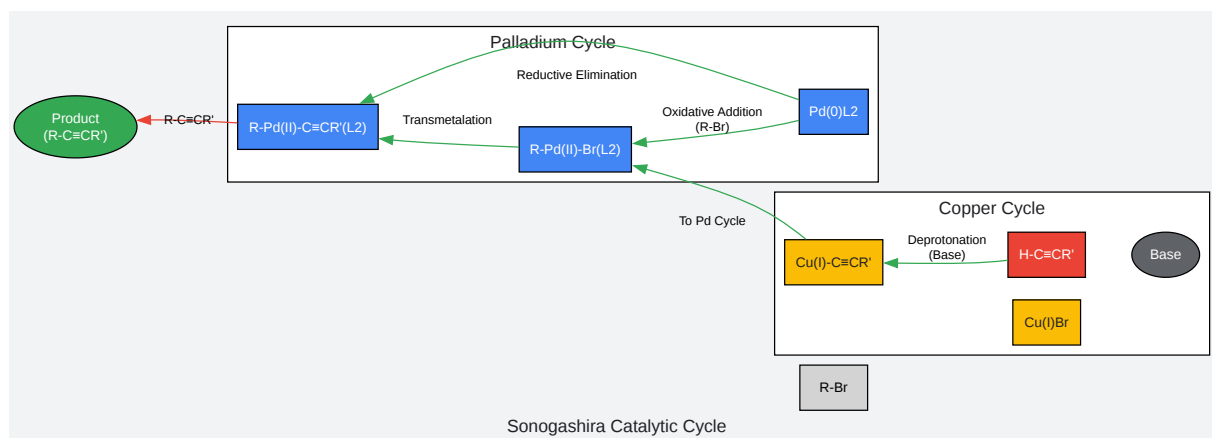 Palladium Cycle
Reductive Elimination
Pd(0)L2
Oxidative Addition
(R-Br)
Product
(R-C≡CR')
R-C≡CR'
R-Pd(II)-C≡CR'(L2)
Transmetalation
R-Pd(II)-Br(L2)
Copper Cycle
To Pd Cycle
Cu(I)-C≡CR'
Deprotonation
(Base)
H-C≡CR'
Base
Cu(I)Br
R-Br
Sonogashira Catalytic Cycle